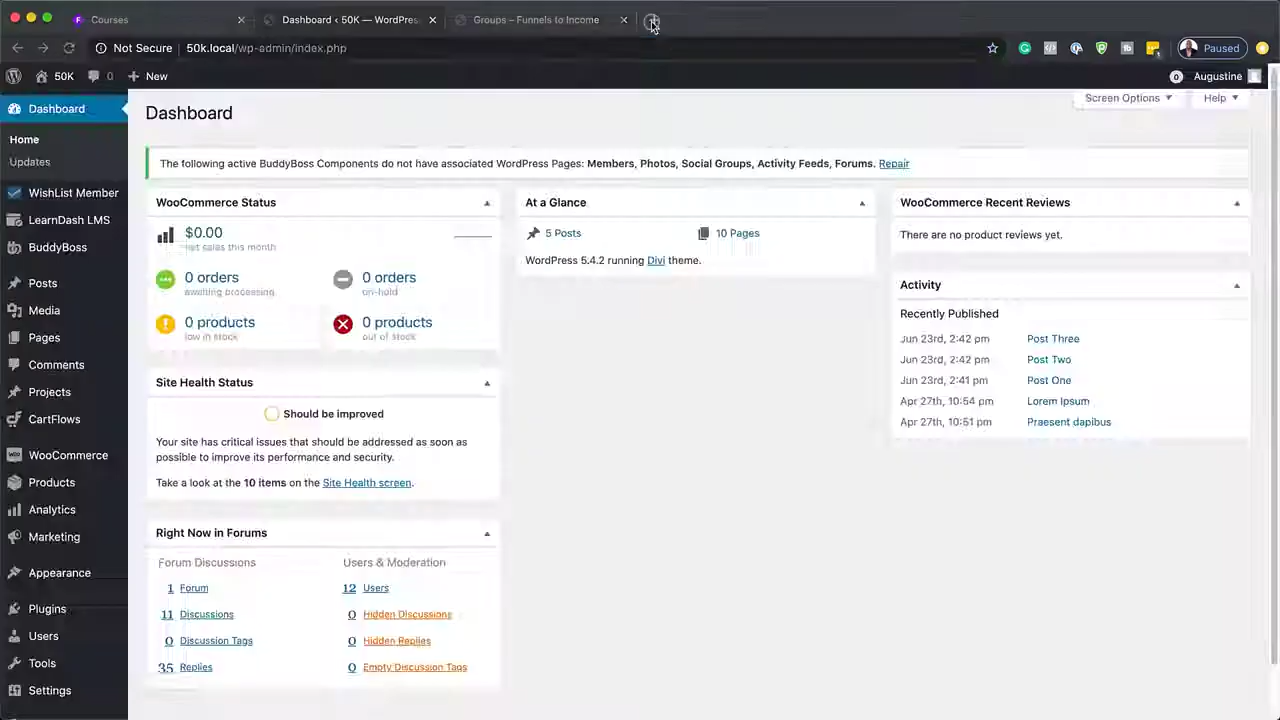 Courses
Dashboard ‹ 50K — WordPres
Groups – Funnels to Income
Not Secure
50k.local/wp-admin/index.php
Paused
50K
0
New
0
Augustine
Dashboard
Home
Updates
WishList Member
LearnDash LMS
BuddyBoss
Posts
Media
Pages
Comments
Projects
CartFlows
WooCommerce
Products
Analytics
Marketing
Appearance
Plugins
Users
Tools
Settings
Screen Options
Help
Dashboard
The following active BuddyBoss Components do not have associated WordPress Pages: Members, Photos, Social Groups, Activity Feeds, Forums. Repair
WooCommerce Status
$0.00
net sales this month
0 orders
awaiting processing
0 orders
on-hold
0 products
low in stock
0 products
out of stock
Site Health Status
Should be improved
Your site has critical issues that should be addressed as soon as
possible to improve its performance and security.
Take a look at the 10 items on the Site Health screen.
Right Now in Forums
Forum Discussions
1 Forum
11 Discussions
0 Discussion Tags
35 Replies
Users & Moderation
12 Users
0 Hidden Discussions
0 Hidden Replies
0 Empty Discussion Tags
At a Glance
5 Posts
10 Pages
WordPress 5.4.2 running Divi theme.
WooCommerce Recent Reviews
There are no product reviews yet.
Activity
Recently Published
Jun 23rd, 2:42 pm Post Three
Jun 23rd, 2:42 pm Post Two
Jun 23rd, 2:41 pm Post One
Apr 27th, 10:54 pm Lorem Ipsum
Apr 27th, 10:51 pm Praesent dapibus